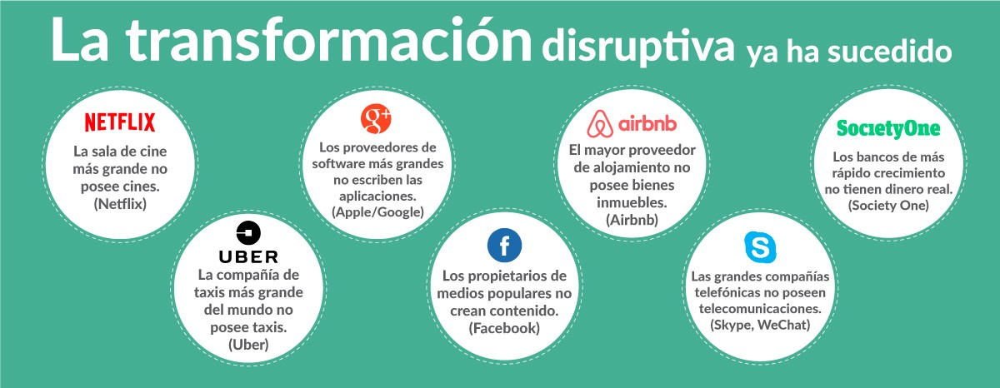 La transformación disruptiva ya ha sucedido
NETFLIX
La sala de cine
más grande no
posee cines.
(Netflix)
g+
Los proveedores de
software más grandes
no escriben las
aplicaciones.
(Apple/Google)
airbnb
El mayor proveedor
de alojamiento no
posee bienes
inmuebles.
(Airbnb)
SocietyOne
Los bancos de más
rápido crecimiento
no tienen dinero real.
(Society One)
UBER
La compañía de
taxis más grande
del mundo no
posee taxis.
(Uber)
f
Los propietarios de
medios populares no
crean contenido.
(Facebook)
S
Las grandes compañías
telefónicas no poseen
telecomunicaciones.
(Skype, WeChat)